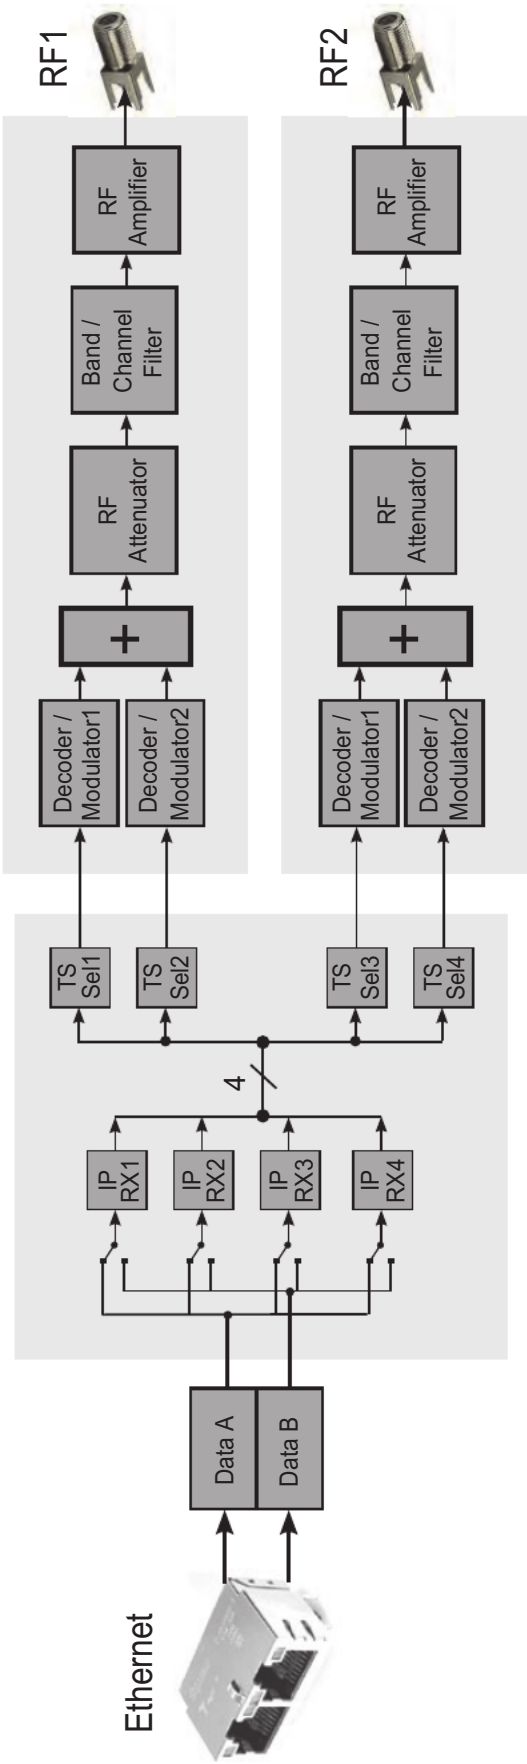 Ethernet
Data A
Data B
IP
RX1
IP
RX2
IP
RX3
IP
RX4
4
TS
Sel1
TS
Sel2
TS
Sel3
TS
Sel4
Decoder /
Modulator1
Decoder /
Modulator2
+
RF
Attenuator
Band /
Channel
Filter
RF
Amplifier
RF1
Decoder /
Modulator1
Decoder /
Modulator2
+
RF
Attenuator
Band /
Channel
Filter
RF
Amplifier
RF2